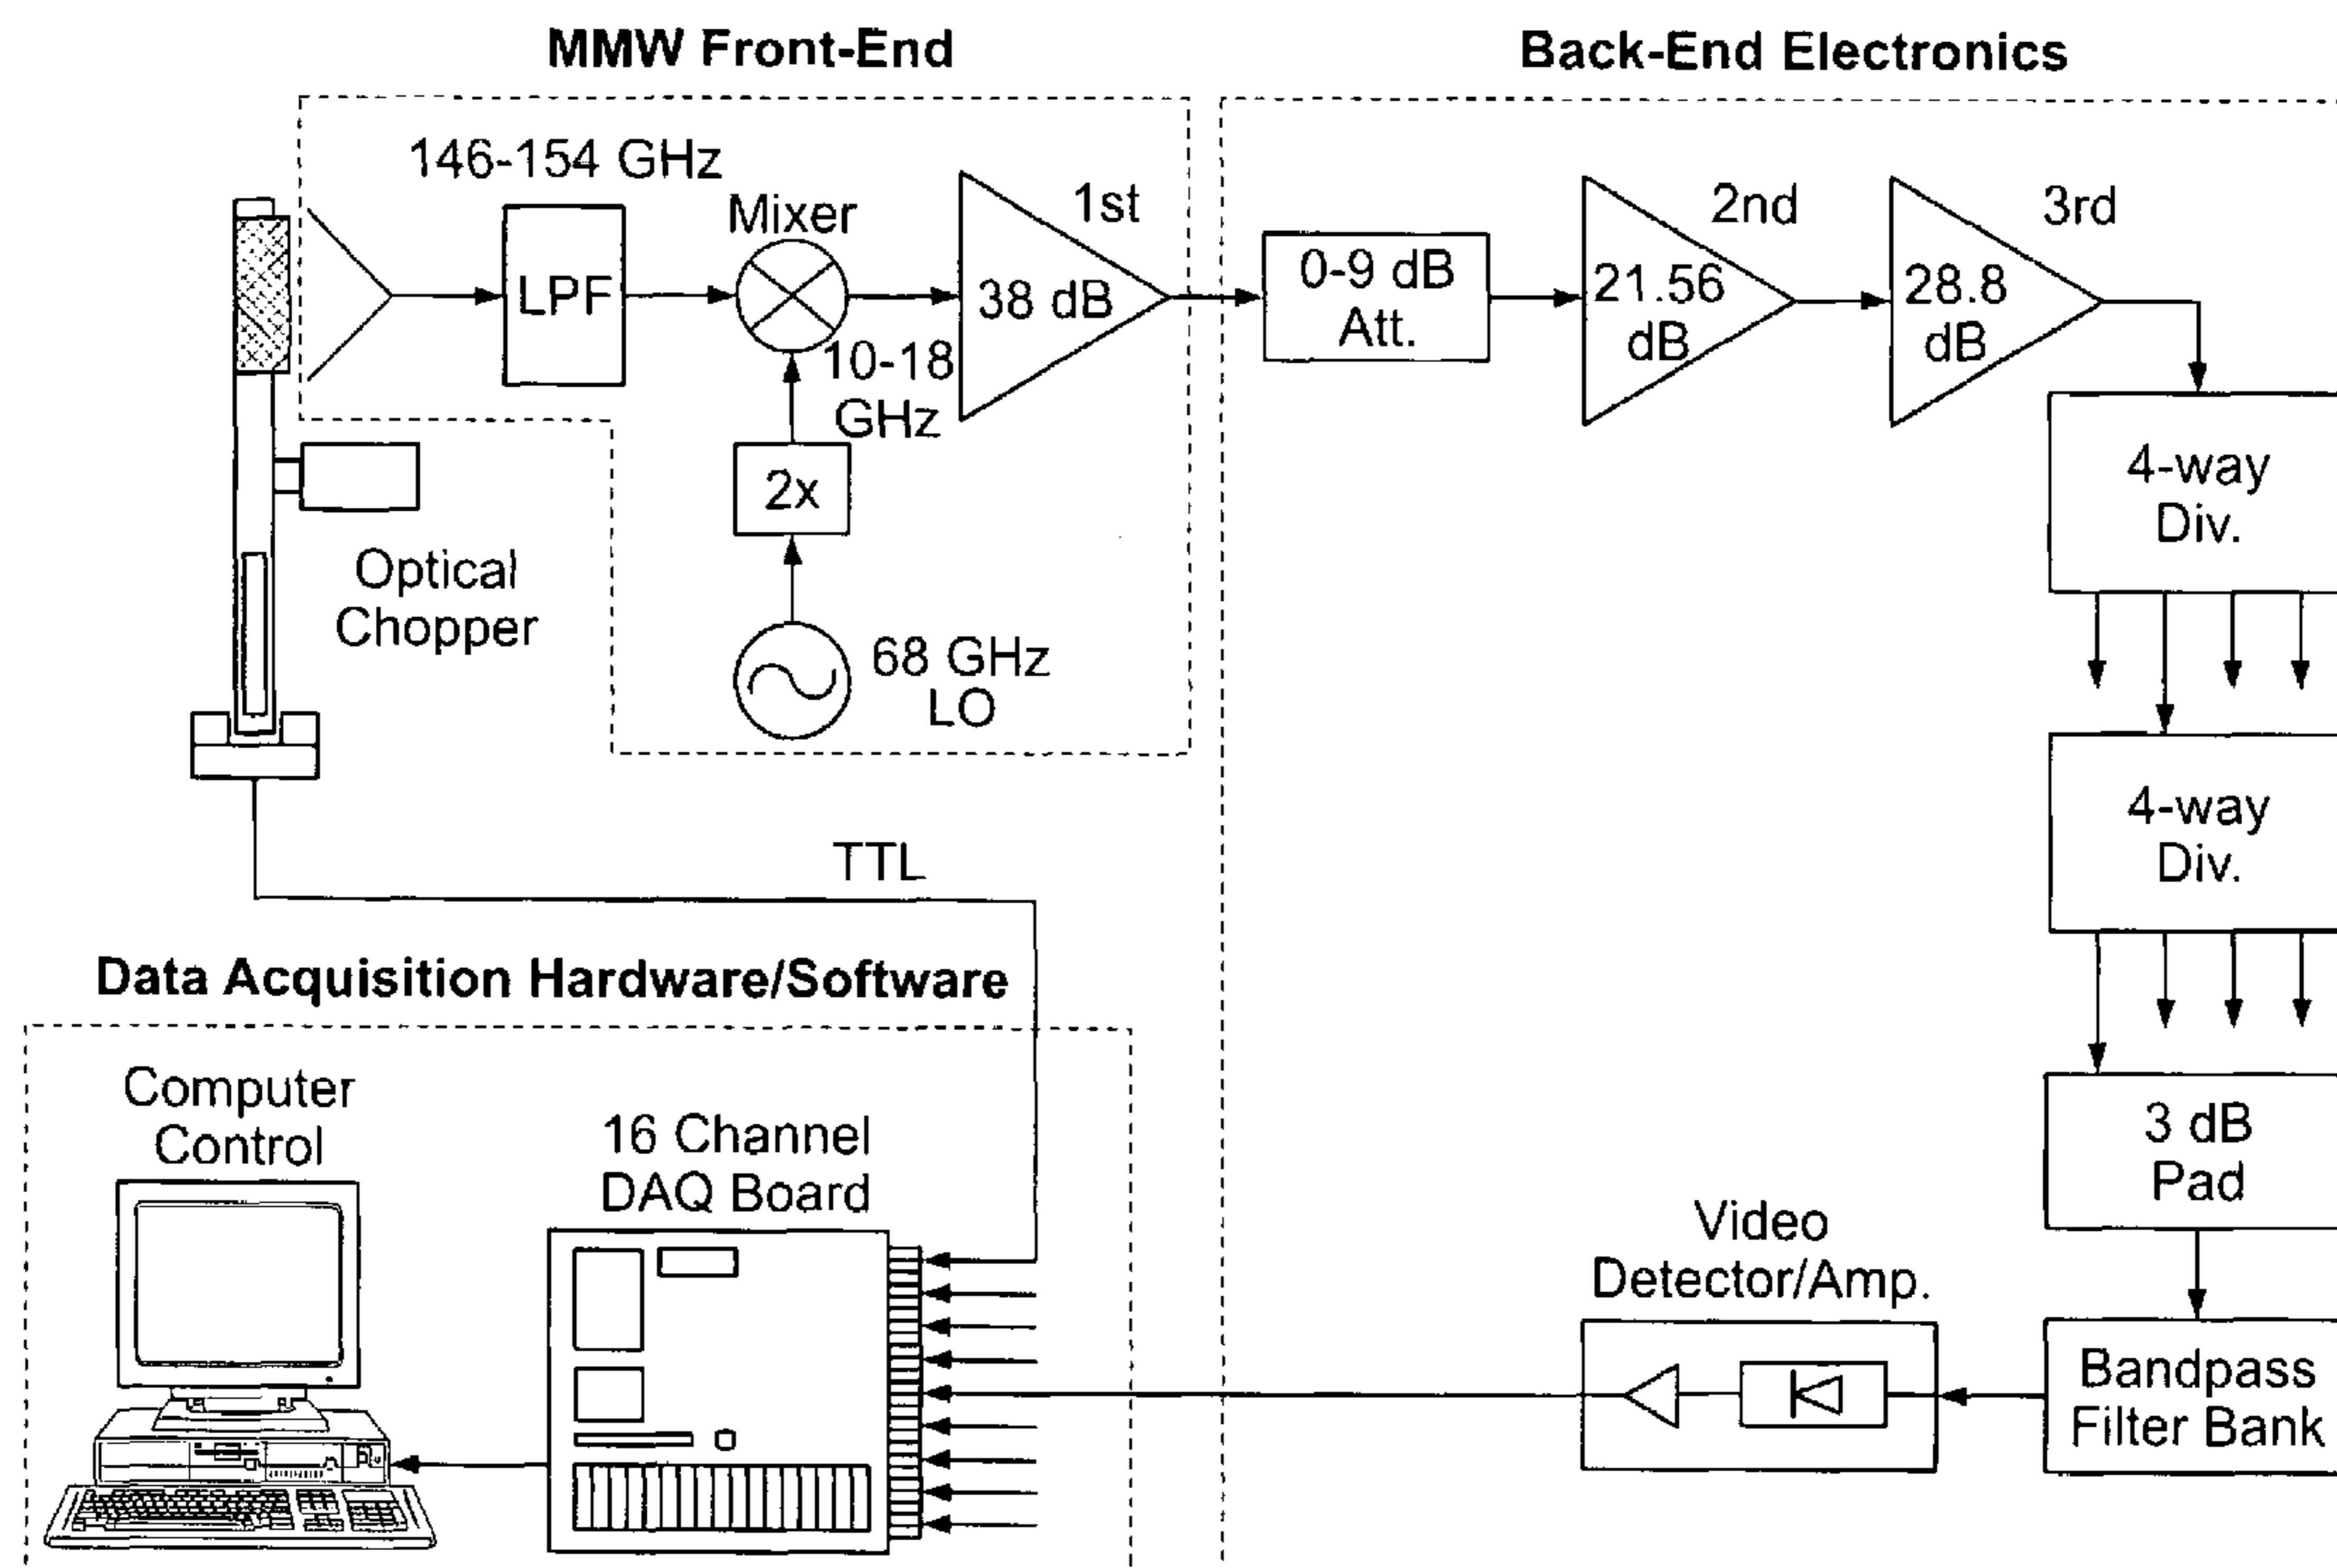 MMW Front-End
Back-End Electronics
146-154 GHz
LPF
Mixer
10-18
GHz
1st
38 dB
2x
68 GHz
LO
Optical
Chopper
0-9 dB
Att.
2nd
21.56
dB
3rd
28.8
dB
4-way
Div.
4-way
Div.
3 dB
Pad
Bandpass
Filter Bank
Video
Detector/Amp.
TTL
Data Acquisition Hardware/Software
Computer
Control
16 Channel
DAQ Board